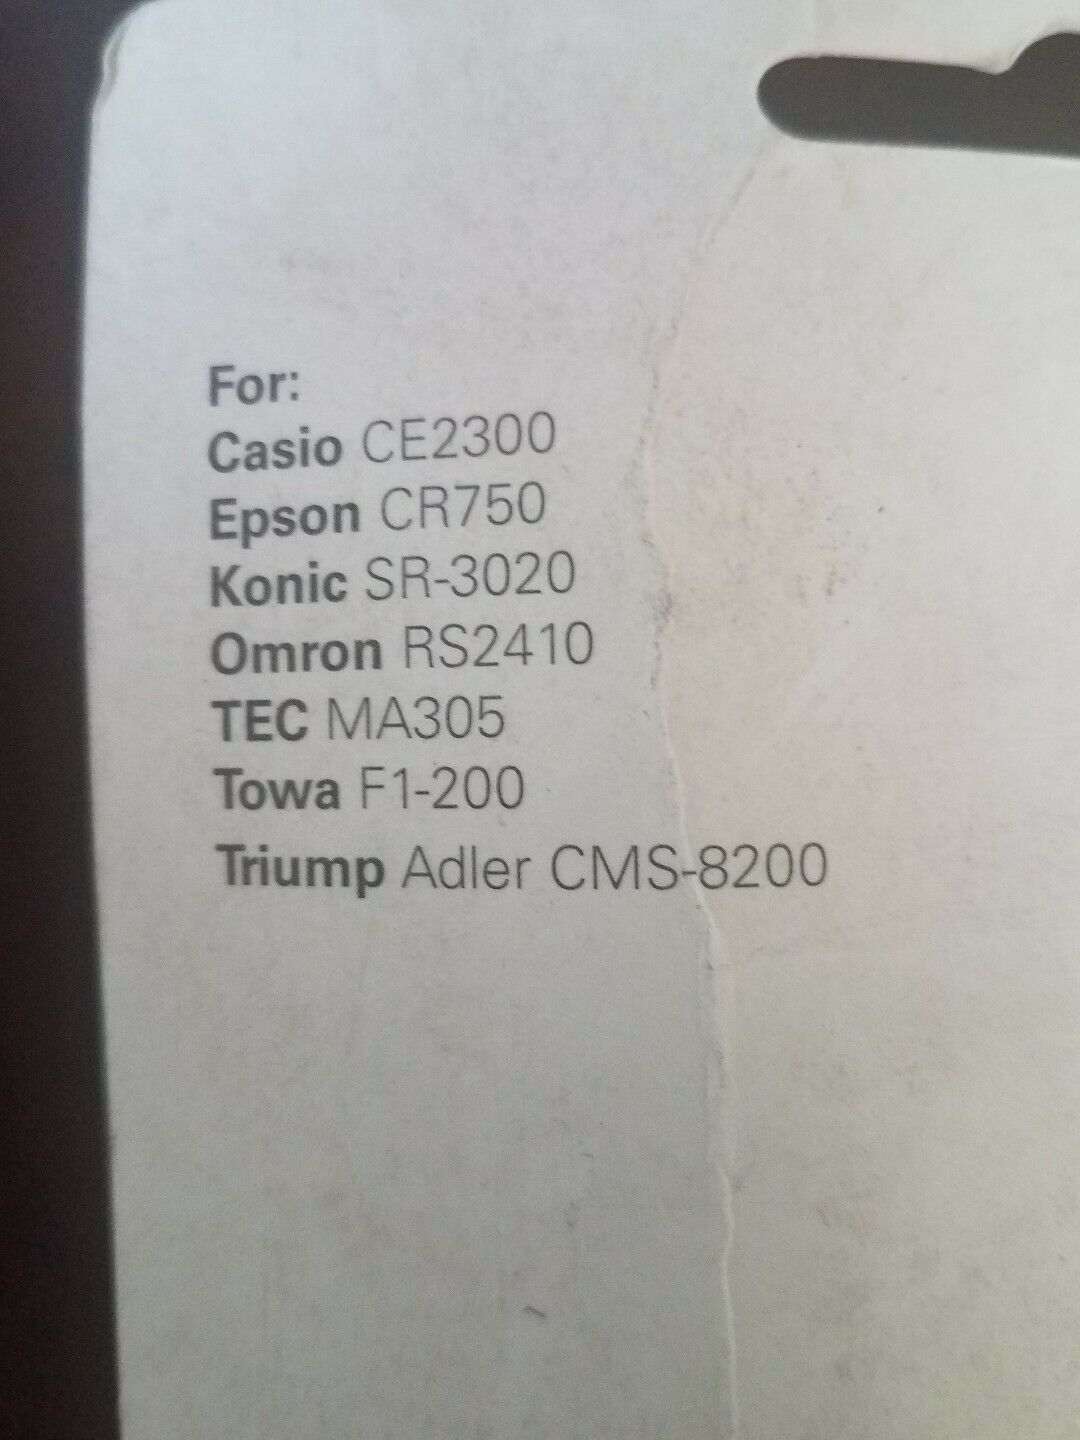 For:
Casio CE2300
Epson CR750
Konic SR-3020
Omron RS2410
TEC MA305
Towa F1-200
Triump Adler CMS-8200